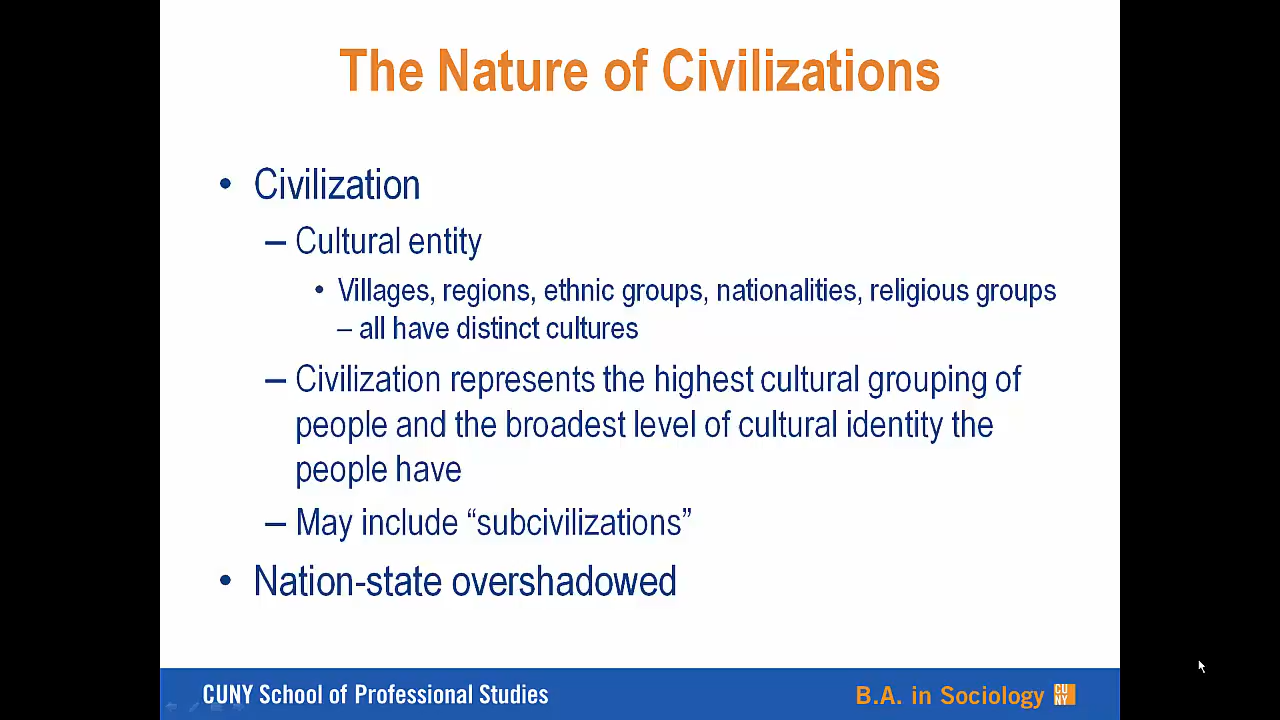 The Nature of Civilizations
• Civilization
– Cultural entity
• Villages, regions, ethnic groups, nationalities, religious groups
– all have distinct cultures
– Civilization represents the highest cultural grouping of
people and the broadest level of cultural identity the
people have
– May include “subcivilizations”
• Nation-state overshadowed
CUNY School of Professional Studies
B.A. in Sociology CU
NY